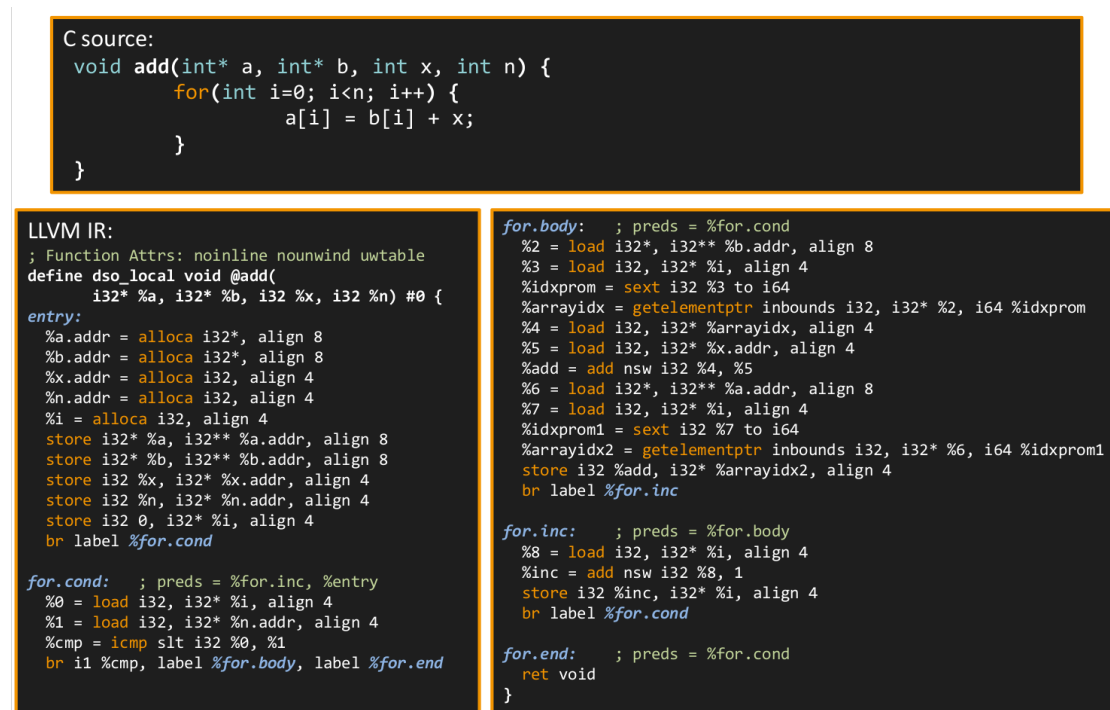 C source:
void add(int* a, int* b, int x, int n) {
for(int i=0; i<n; i++) {
a[i] = b[i] + x;
}
}
LLVM IR:
; Function Attrs: noinline nounwind uwtable
define dso_local void @add(
i32* %a, i32* %b, i32 %x, i32 %n) #0 {
entry:
%a.addr = alloca i32*, align 8
%b.addr = alloca i32*, align 8
%x.addr = alloca i32, align 4
%n.addr = alloca i32, align 4
%i = alloca i32, align 4
store i32* %a, i32** %a.addr, align 8
store i32* %b, i32** %b.addr, align 8
store i32 %x, i32* %x.addr, align 4
store i32 %n, i32* %n.addr, align 4
store i32 0, i32* %i, align 4
br label %for.cond
for.cond:   ; preds = %for.inc, %entry
%0 = load i32, i32* %i, align 4
%1 = load i32, i32* %n.addr, align 4
%cmp = icmp slt i32 %0, %1
br i1 %cmp, label %for.body, label %for.end
for.body:   ; preds = %for.cond
%2 = load i32*, i32** %b.addr, align 8
%3 = load i32, i32* %i, align 4
%idxprom = sext i32 %3 to i64
%arrayidx = getelementptr inbounds i32, i32* %2, i64 %idxprom
%4 = load i32, i32* %arrayidx, align 4
%5 = load i32, i32* %x.addr, align 4
%add = add nsw i32 %4, %5
%6 = load i32*, i32** %a.addr, align 8
%7 = load i32, i32* %i, align 4
%idxprom1 = sext i32 %7 to i64
%arrayidx2 = getelementptr inbounds i32, i32* %6, i64 %idxprom1
store i32 %add, i32* %arrayidx2, align 4
br label %for.inc
for.inc:    ; preds = %for.body
%8 = load i32, i32* %i, align 4
%inc = add nsw i32 %8, 1
store i32 %inc, i32* %i, align 4
br label %for.cond
for.end:    ; preds = %for.cond
ret void
}